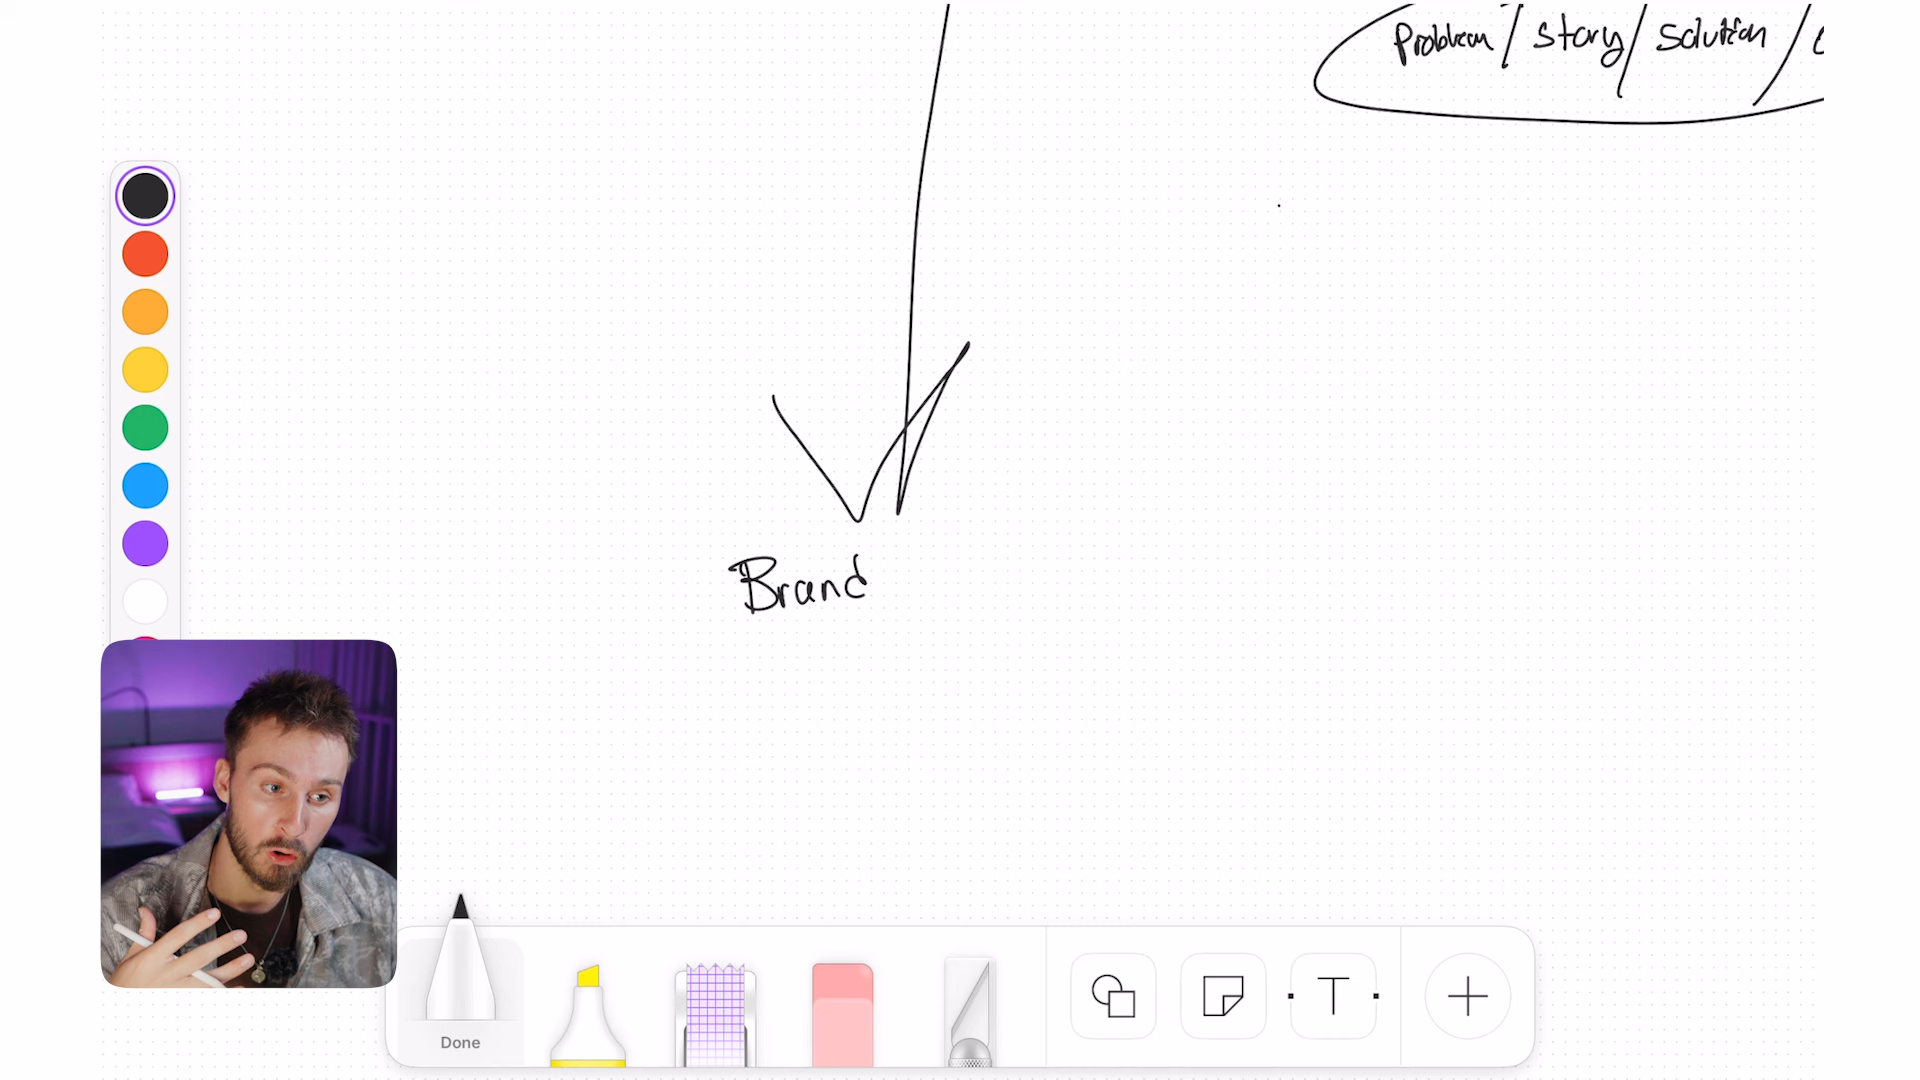 Problem / story / solution /
Brand
Done
T